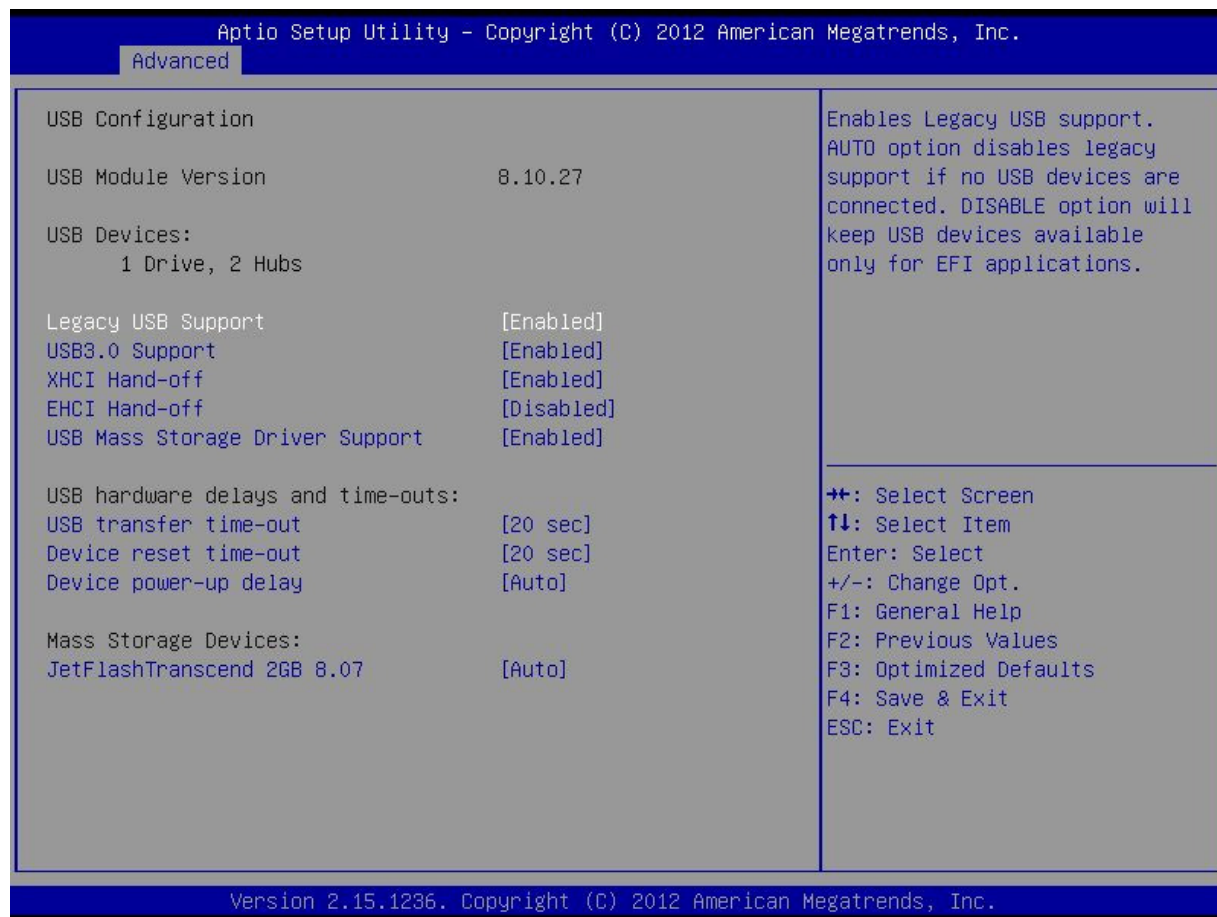 Aptio Setup Utility – Copyright (C) 2012 American Megatrends, Inc.
Advanced
USB Configuration
USB Module Version 8.10.27
USB Devices:
1 Drive, 2 Hubs
Legacy USB Support [Enabled]
USB3.0 Support [Enabled]
XHCI Hand-off [Enabled]
EHCI Hand-off [Disabled]
USB Mass Storage Driver Support [Enabled]
USB hardware delays and time-outs:
USB transfer time-out [20 sec]
Device reset time-out [20 sec]
Device power-up delay [Auto]
Mass Storage Devices:
JetFlashTranscend 2GB 8.07 [Auto]
Enables Legacy USB support.
AUTO option disables legacy
support if no USB devices are
connected. DISABLE option will
keep USB devices available
only for EFI applications.
→←: Select Screen
↑↓: Select Item
Enter: Select
+/-: Change Opt.
F1: General Help
F2: Previous Values
F3: Optimized Defaults
F4: Save & Exit
ESC: Exit
Version 2.15.1236. Copyright (C) 2012 American Megatrends, Inc.